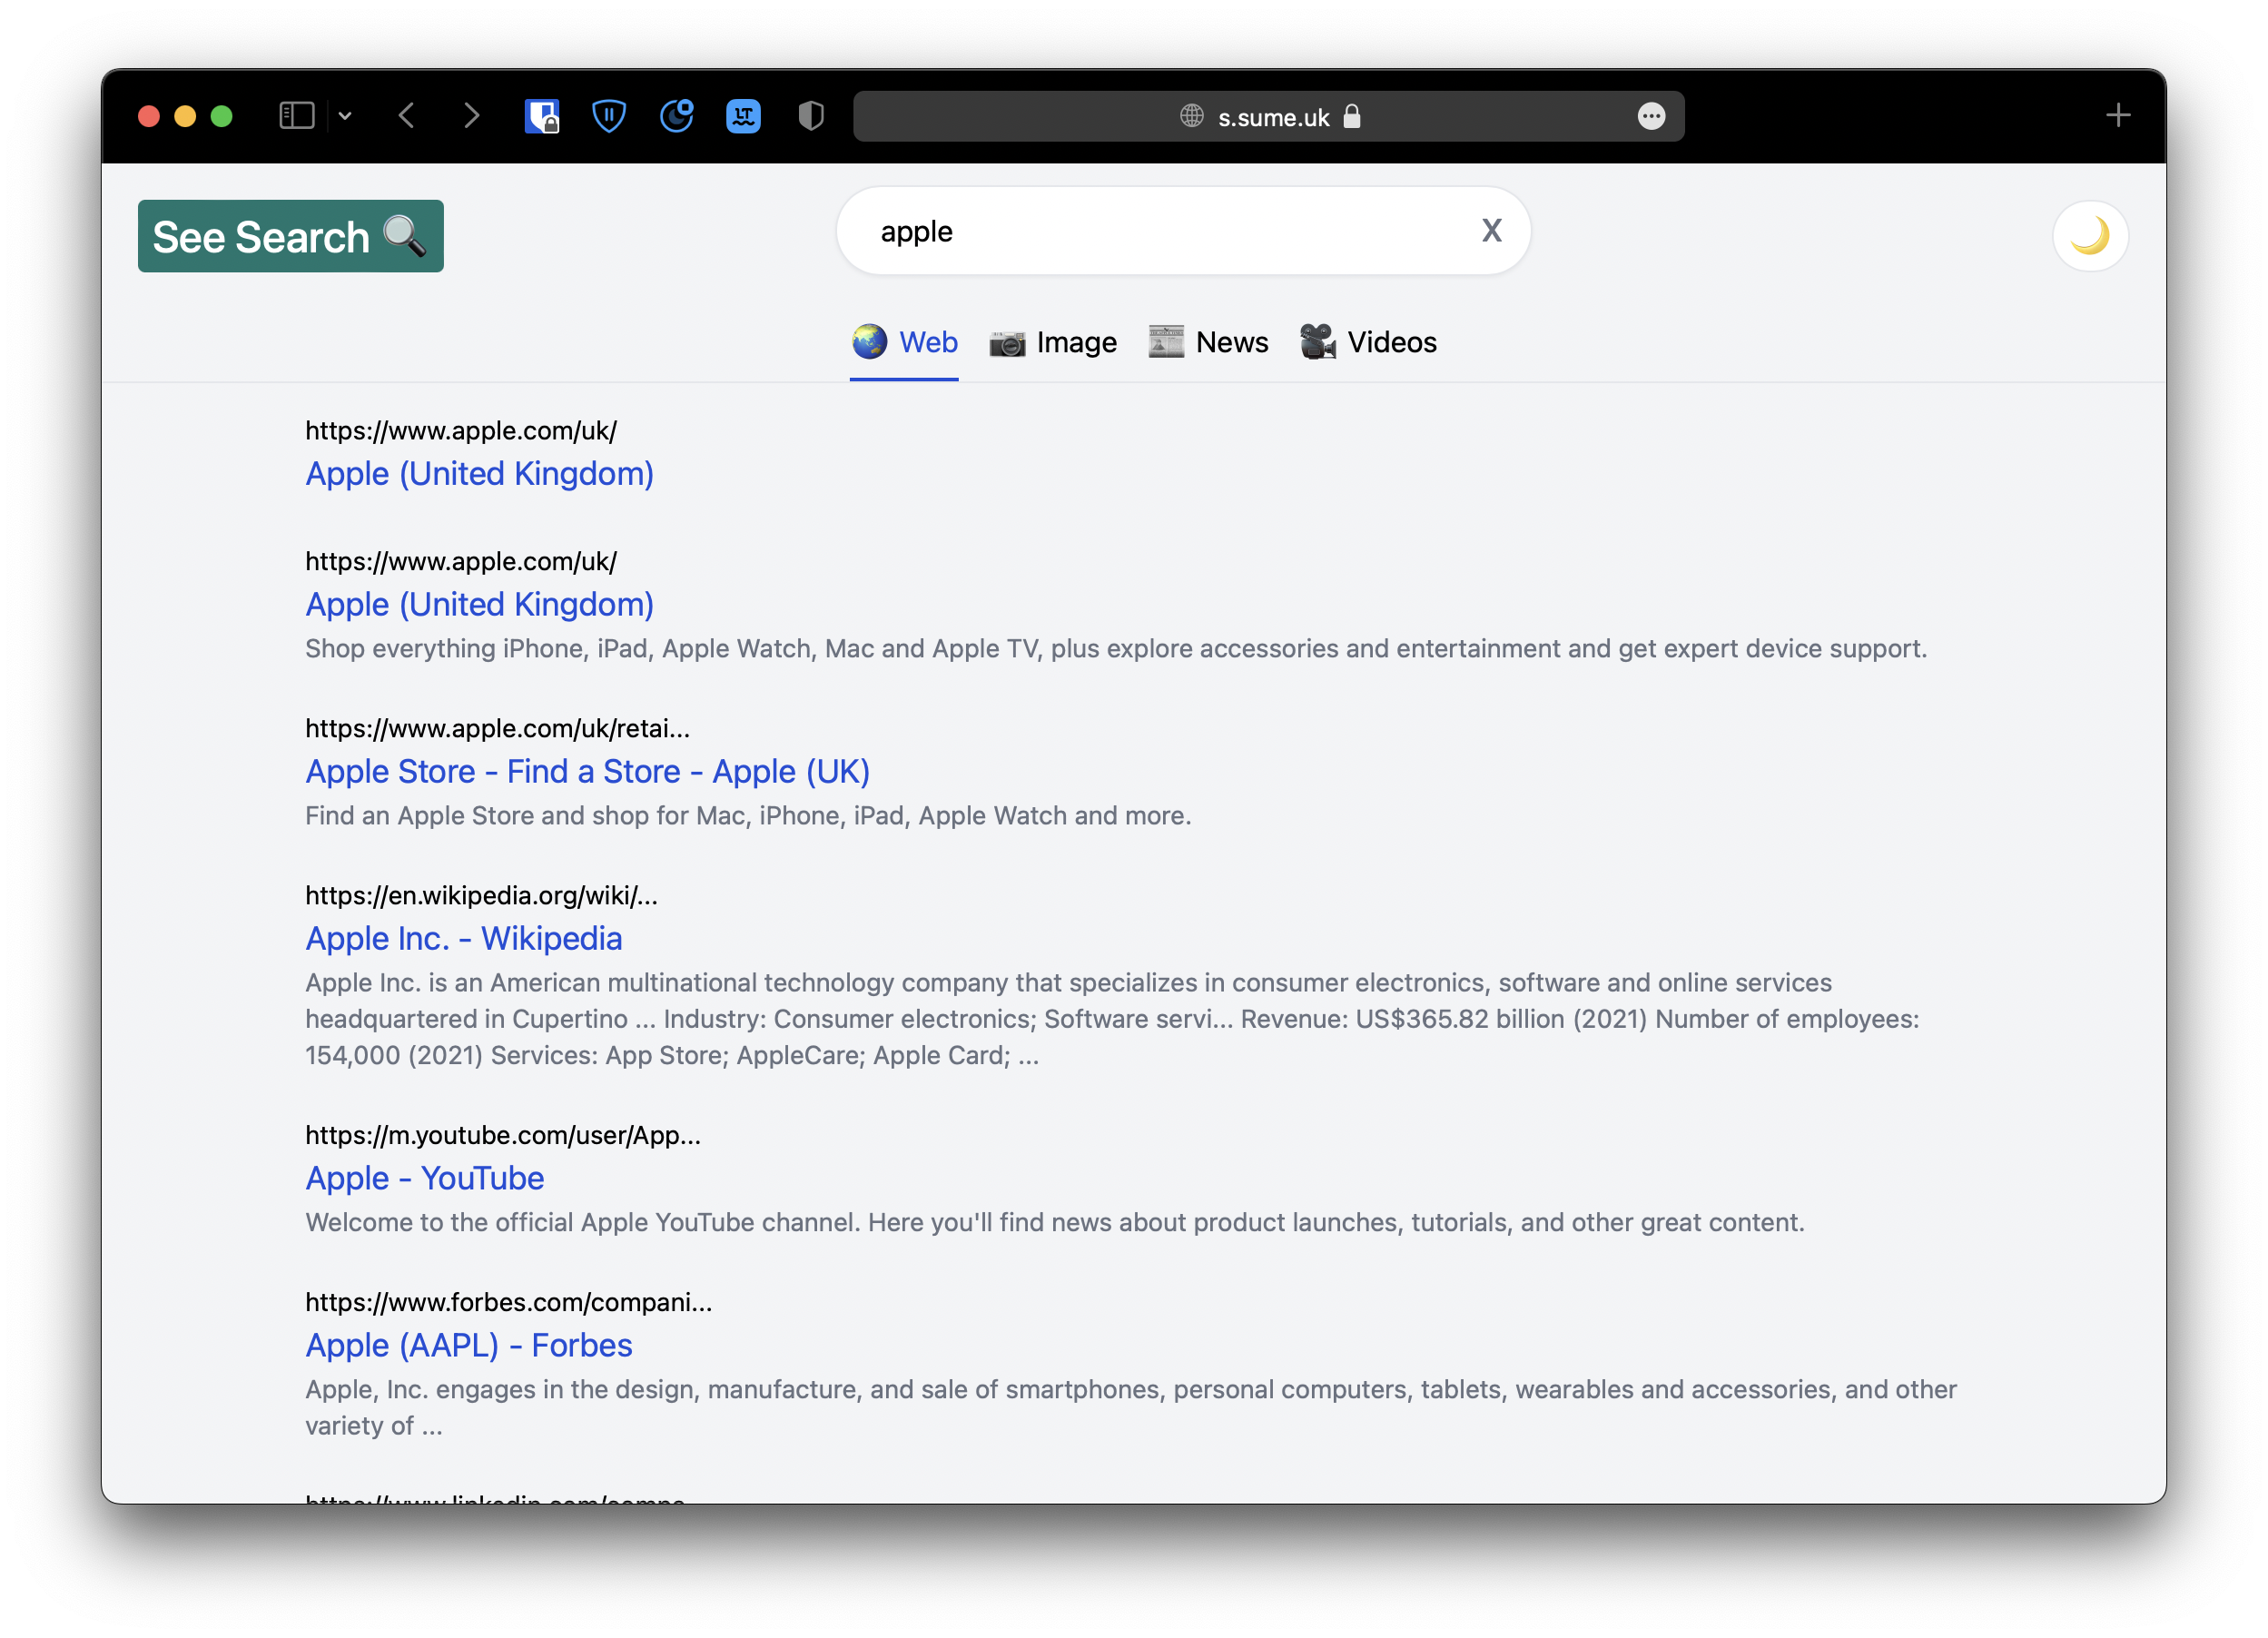 s.sume.uk
See Search
apple
X
Web Image News Videos
https://www.apple.com/uk/
Apple (United Kingdom)
https://www.apple.com/uk/
Apple (United Kingdom)
Shop everything iPhone, iPad, Apple Watch, Mac and Apple TV, plus explore accessories and entertainment and get expert device support.
https://www.apple.com/uk/retai...
Apple Store - Find a Store - Apple (UK)
Find an Apple Store and shop for Mac, iPhone, iPad, Apple Watch and more.
https://en.wikipedia.org/wiki/...
Apple Inc. - Wikipedia
Apple Inc. is an American multinational technology company that specializes in consumer electronics, software and online services
headquartered in Cupertino ... Industry: Consumer electronics; Software servi... Revenue: US$365.82 billion (2021) Number of employees:
154,000 (2021) Services: App Store; AppleCare; Apple Card; ...
https://m.youtube.com/user/App...
Apple - YouTube
Welcome to the official Apple YouTube channel. Here you'll find news about product launches, tutorials, and other great content.
https://www.forbes.com/compani...
Apple (AAPL) - Forbes
Apple, Inc. engages in the design, manufacture, and sale of smartphones, personal computers, tablets, wearables and accessories, and other
variety of ...
https://www.linkedin.com/compa...